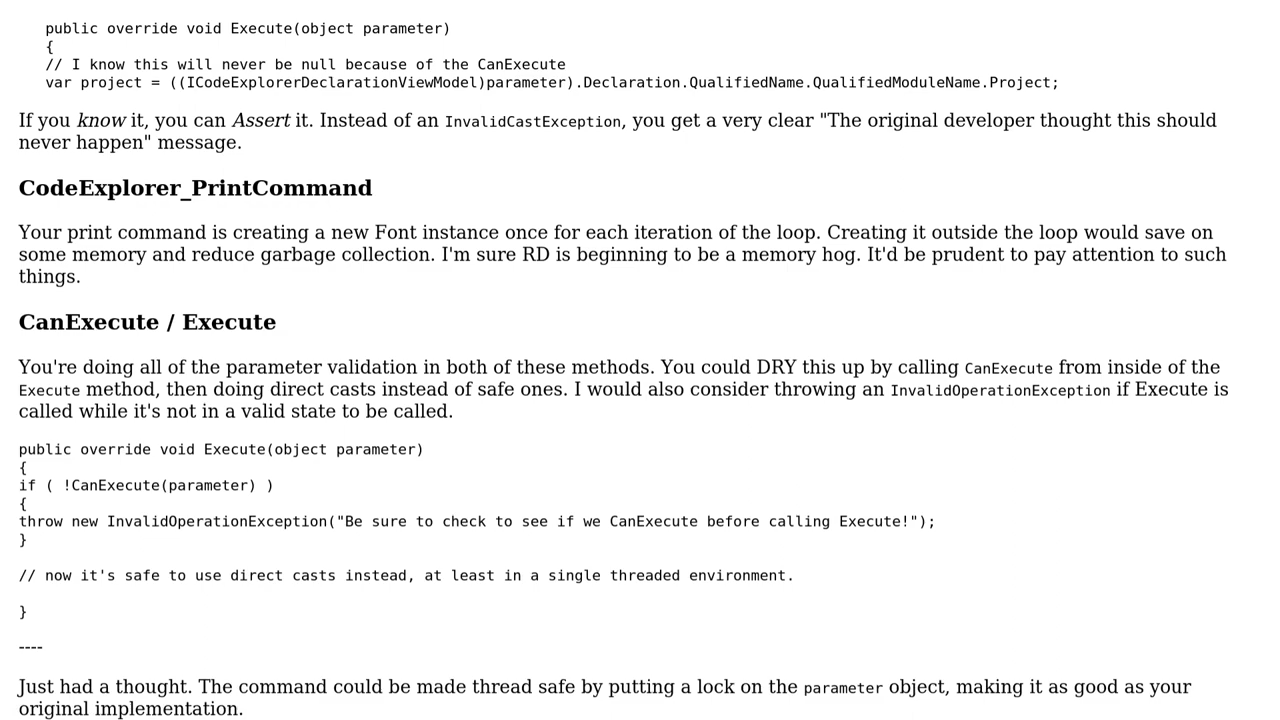 public override void Execute(object parameter)
{
// I know this will never be null because of the CanExecute
var project = ((ICodeExplorerDeclarationViewModel)parameter).Declaration.QualifiedName.QualifiedModuleName.Project;
If you know it, you can Assert it. Instead of an InvalidCastException, you get a very clear "The original developer thought this should
never happen" message.
CodeExplorer_PrintCommand
Your print command is creating a new Font instance once for each iteration of the loop. Creating it outside the loop would save on
some memory and reduce garbage collection. I'm sure RD is beginning to be a memory hog. It'd be prudent to pay attention to such
things.
CanExecute / Execute
You're doing all of the parameter validation in both of these methods. You could DRY this up by calling CanExecute from inside of the
Execute method, then doing direct casts instead of safe ones. I would also consider throwing an InvalidOperationException if Execute is
called while it's not in a valid state to be called.
public override void Execute(object parameter)
{
if ( !CanExecute(parameter) )
{
throw new InvalidOperationException("Be sure to check to see if we CanExecute before calling Execute!");
}
// now it's safe to use direct casts instead, at least in a single threaded environment.
}
----
Just had a thought. The command could be made thread safe by putting a lock on the parameter object, making it as good as your
original implementation.